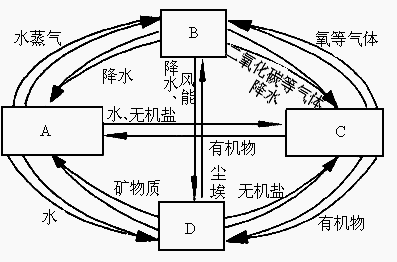 水蒸气
B
氧等气体
二氧化碳等气体
降水
降水
降水、风能
A
水、无机盐
C
有机物
尘埃
矿物质
无机盐
水
D
有机物